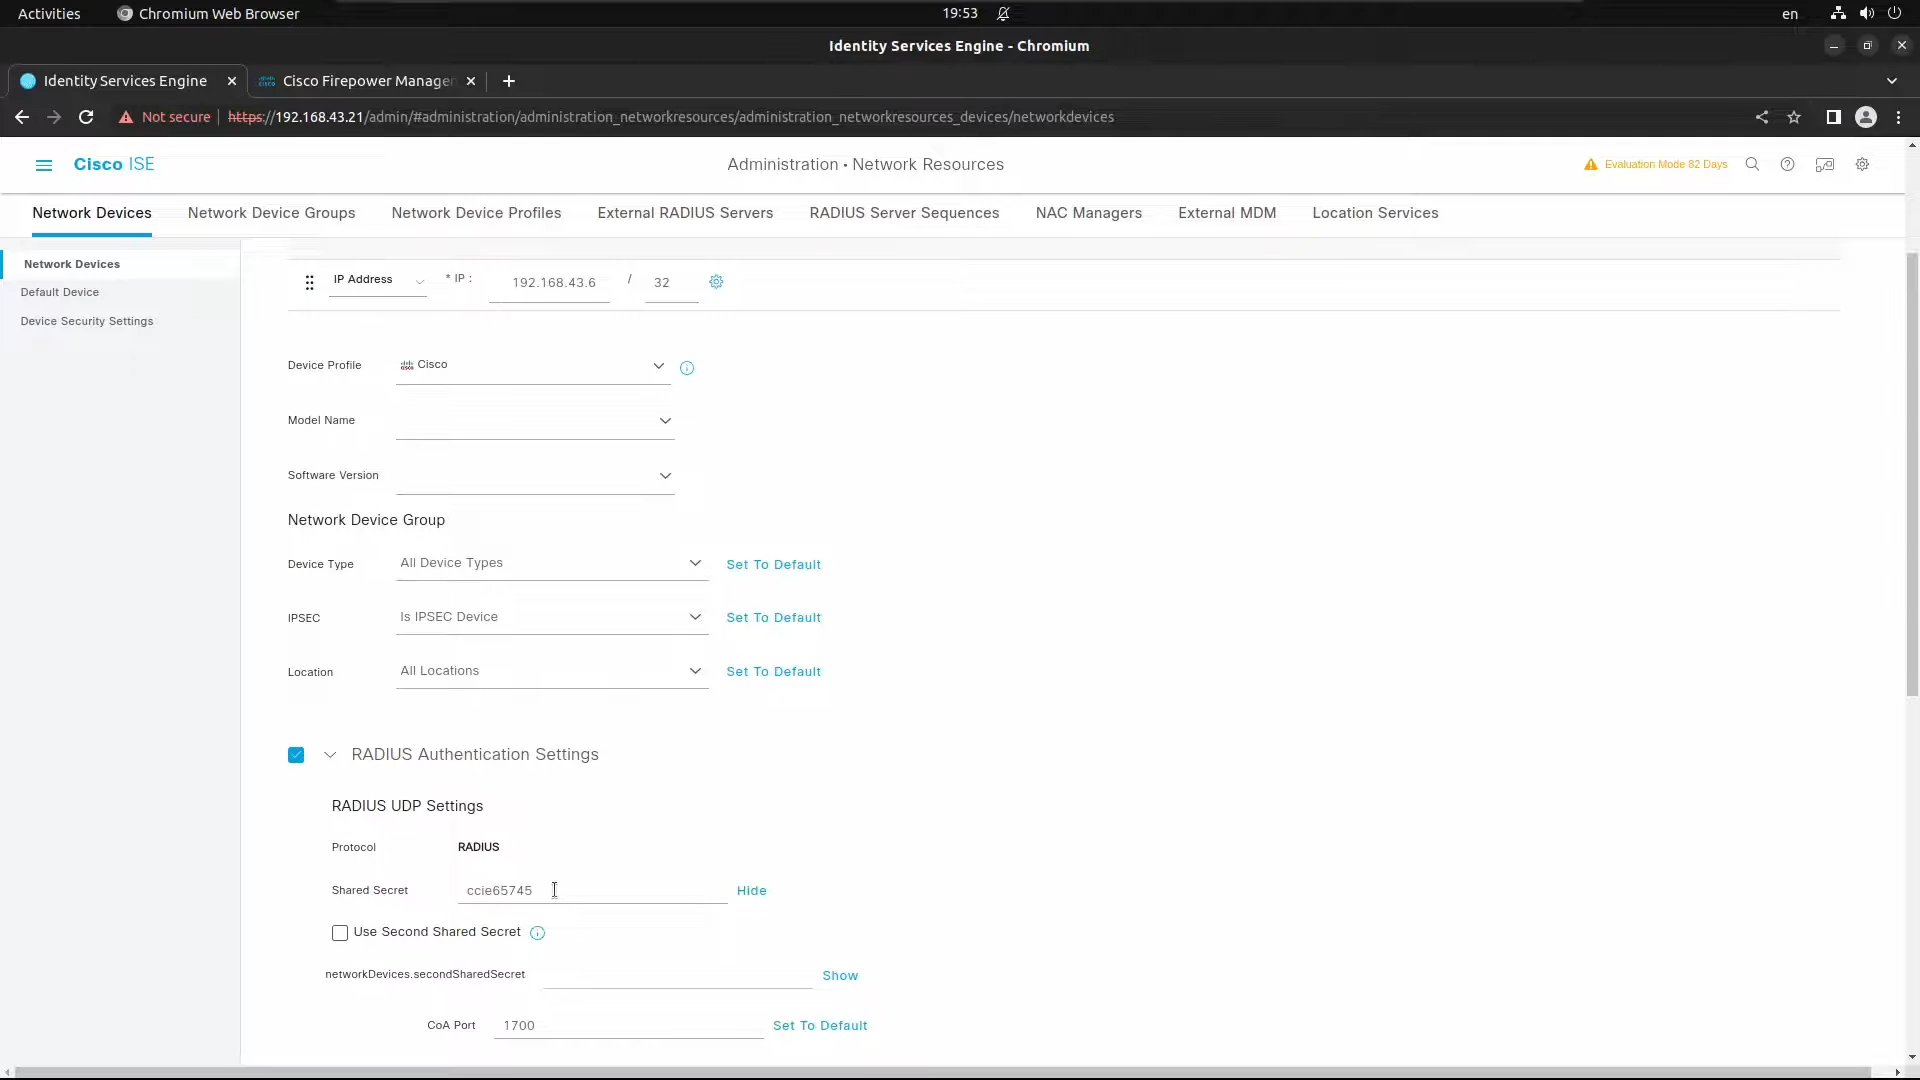 Activities Chromium Web Browser 19:53 en
Identity Services Engine - Chromium
Identity Services Engine Cisco Firepower Manager
Not secure https://192.168.43.21/admin/#administration/administration_networkresources/administration_networkresources_devices/networkdevices
Cisco ISE Administration · Network Resources Evaluation Mode 82 Days
Network Devices Network Device Groups Network Device Profiles External RADIUS Servers RADIUS Server Sequences NAC Managers External MDM Location Services
Network Devices
Default Device
Device Security Settings
IP Address * IP : 192.168.43.6 / 32
Device Profile Cisco
Model Name
Software Version
Network Device Group
Device Type All Device Types Set To Default
IPSEC Is IPSEC Device Set To Default
Location All Locations Set To Default
RADIUS Authentication Settings
RADIUS UDP Settings
Protocol RADIUS
Shared Secret ccie65745 Hide
Use Second Shared Secret
networkDevices.secondSharedSecret Show
CoA Port 1700 Set To Default